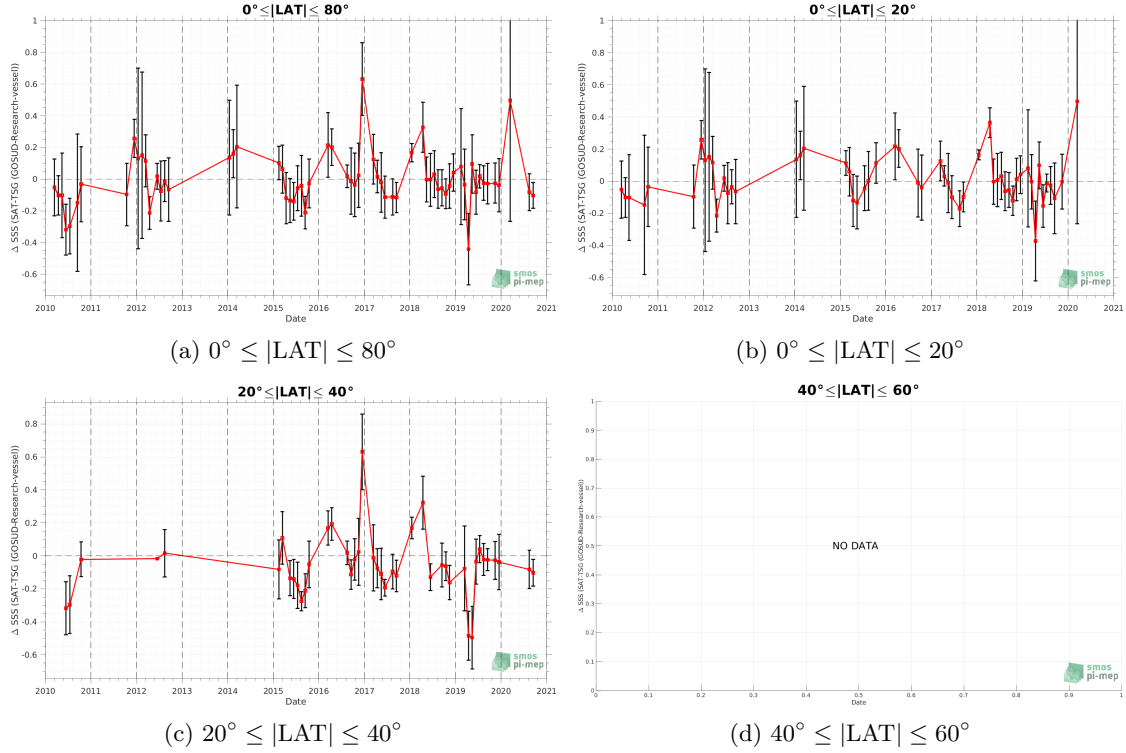 0°≤|LAT|≤ 80°
Δ SSS (SAT-TSG (GOSUD-Research-vessel))
1
0.8
0.6
0.4
0.2
0
-0.2
-0.4
-0.6
2010 2011 2012 2013 2014 2015 2016 2017 2018 2019 2020 2021
Date
smos
pi-mep
(a) 0° ≤ |LAT| ≤ 80°
0°≤|LAT|≤ 20°
Δ SSS (SAT-TSG (GOSUD-Research-vessel))
1
0.8
0.6
0.4
0.2
0
-0.2
-0.4
-0.6
2010 2011 2012 2013 2014 2015 2016 2017 2018 2019 2020 2021
Date
smos
pi-mep
(b) 0° ≤ |LAT| ≤ 20°
20°≤|LAT|≤ 40°
Δ SSS (SAT-TSG (GOSUD-Research-vessel))
0.8
0.6
0.4
0.2
0
-0.2
-0.4
-0.6
2010 2011 2012 2013 2014 2015 2016 2017 2018 2019 2020 2021
Date
smos
pi-mep
(c) 20° ≤ |LAT| ≤ 40°
40°≤|LAT|≤ 60°
Δ SSS (SAT-TSG (GOSUD-Research-vessel))
1
0.9
0.8
0.7
0.6
0.5
0.4
0.3
0.2
0.1
0
NO DATA
0 0.1 0.2 0.3 0.4 0.5 0.6 0.7 0.8 0.9 1
Date
smos
pi-mep
(d) 40° ≤ |LAT| ≤ 60°